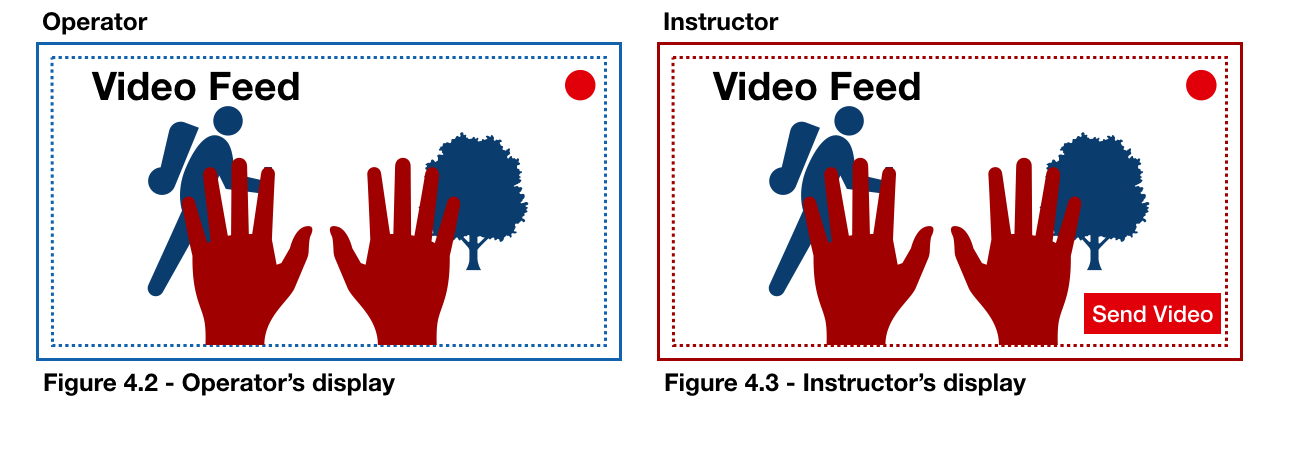 Operator
Video Feed
Figure 4.2 - Operator’s display
Instructor
Video Feed
Send Video
Figure 4.3 - Instructor’s display